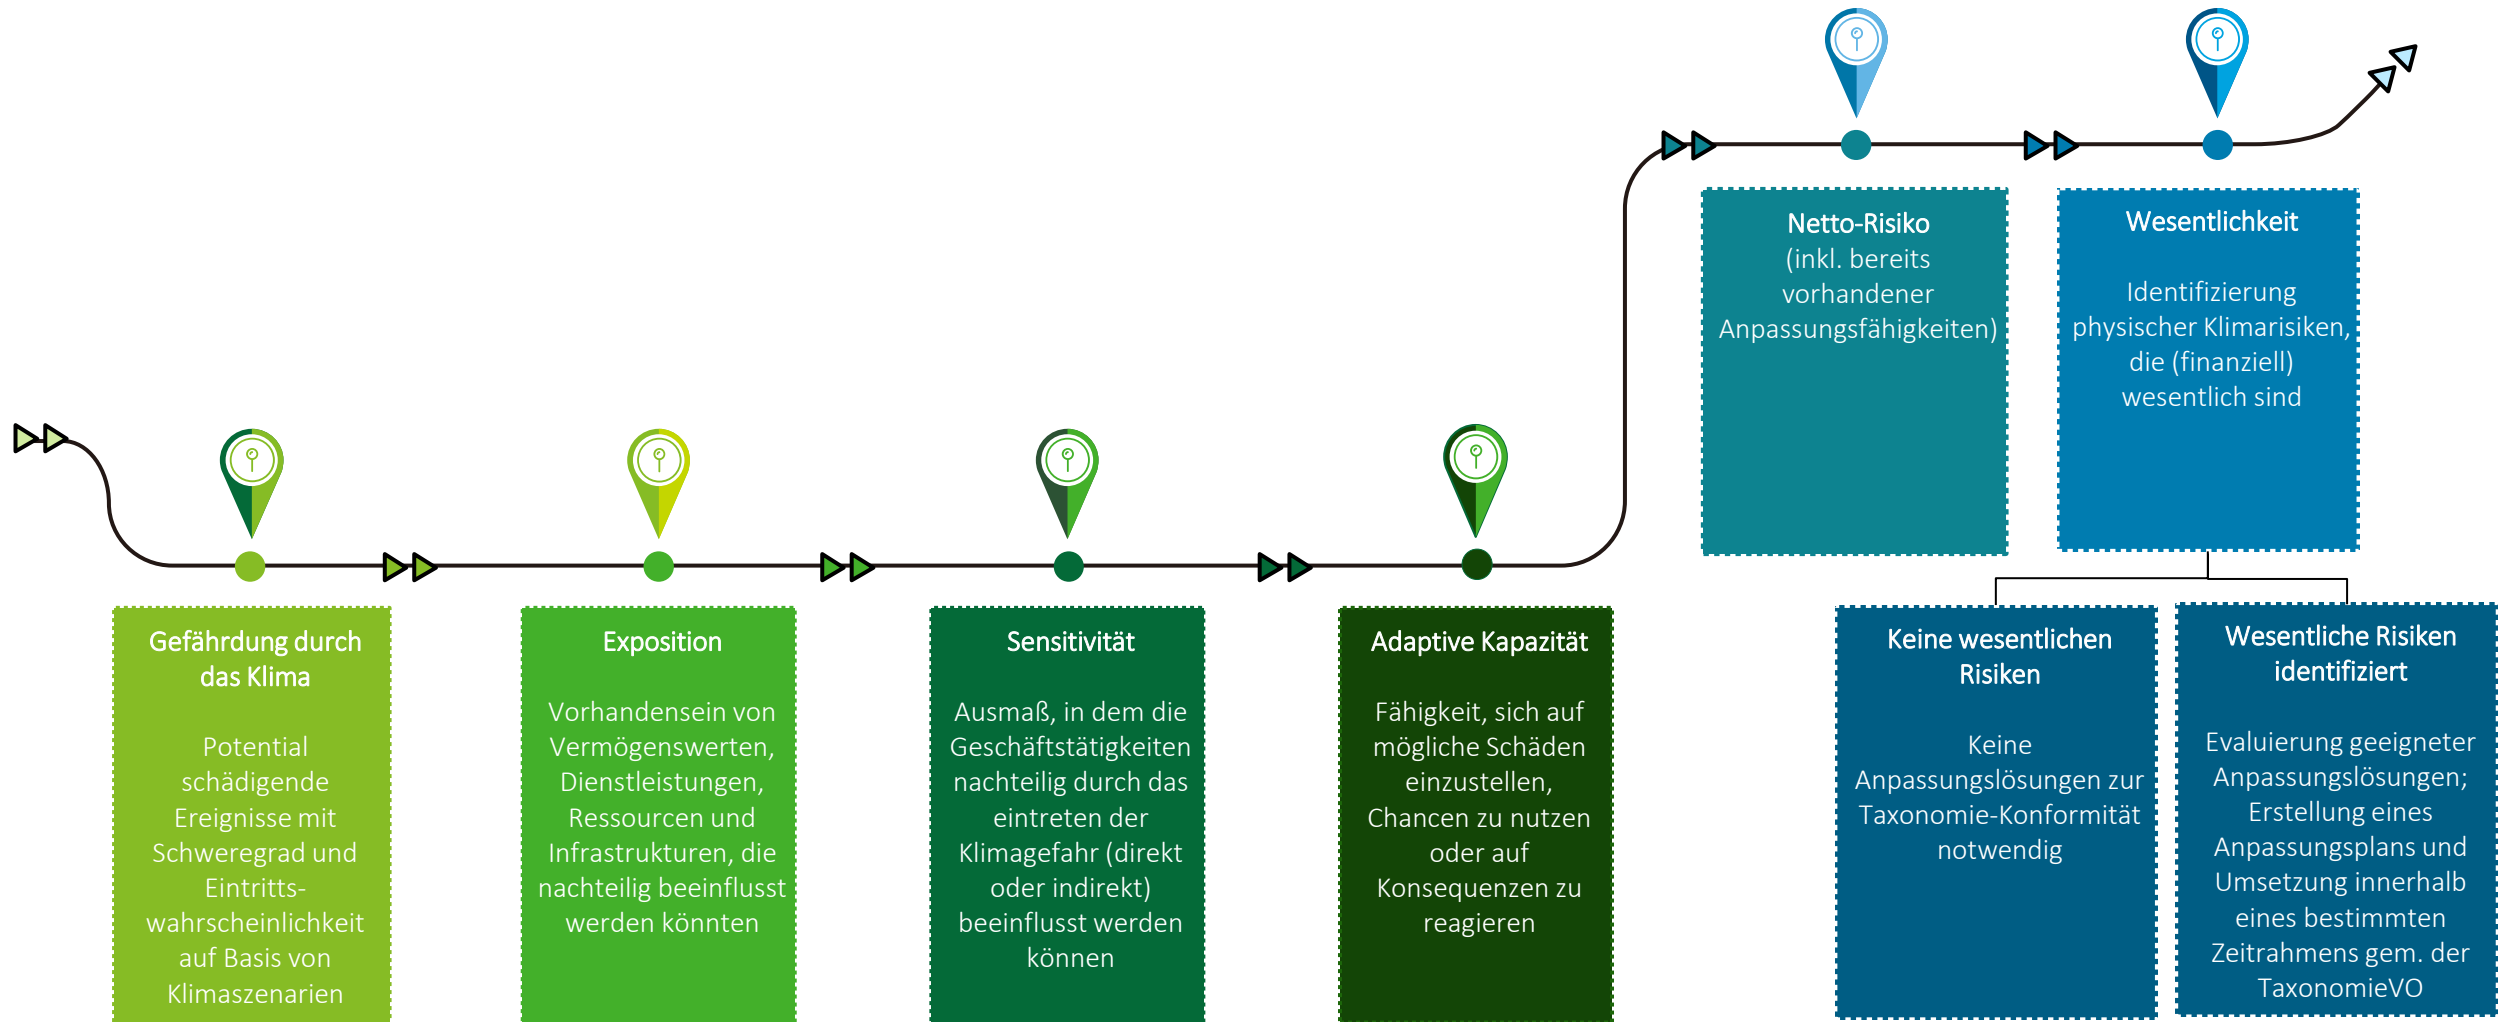 Netto-Risiko
(inkl. bereits
vorhandener
Anpassungsfähigkeiten)
Wesentlichkeit
Identifizierung
physischer Klimarisiken,
die (finanziell)
wesentlich sind
Gefährdung durch
das Klima
Potential
schädigende
Ereignisse mit
Schweregrad und
Eintritts-
wahrscheinlichkeit
auf Basis von
Klimaszenarien
Exposition
Vorhandensein von
Vermögenswerten,
Dienstleistungen,
Ressourcen und
Infrastrukturen, die
nachteilig beeinflusst
werden könnten
Sensitivität
Ausmaß, in dem die
Geschäftstätigkeiten
nachteilig durch das
eintreten der
Klimagefahr (direkt
oder indirekt)
beeinflusst werden
können
Adaptive Kapazität
Fähigkeit, sich auf
mögliche Schäden
einzustellen,
Chancen zu nutzen
oder auf
Konsequenzen zu
reagieren
Keine wesentlichen
Risiken
Keine
Anpassungslösungen zur
Taxonomie-Konformität
notwendig
Wesentliche Risiken
identifiziert
Evaluierung geeigneter
Anpassungslösungen;
Erstellung eines
Anpassungsplans und
Umsetzung innerhalb
eines bestimmten
Zeitrahmens gem. der
TaxonomieVO